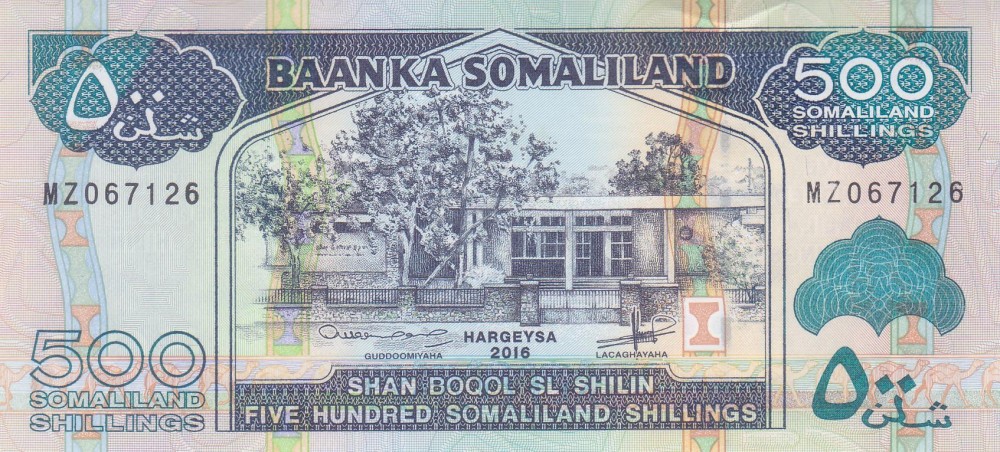 BAANKA SOMALILAND
٥٠٠
شلن
500
SOMALILAND
SHILLINGS
MZ067126
MZ067126
HARGEYSA
2016
GUDDOOMIYAHA
LACAGHAYAHA
500
SOMALILAND
SHILLINGS
SHAN BOQOL SL SHILIN
FIVE HUNDRED SOMALILAND SHILLINGS
٥٠٠
شلن